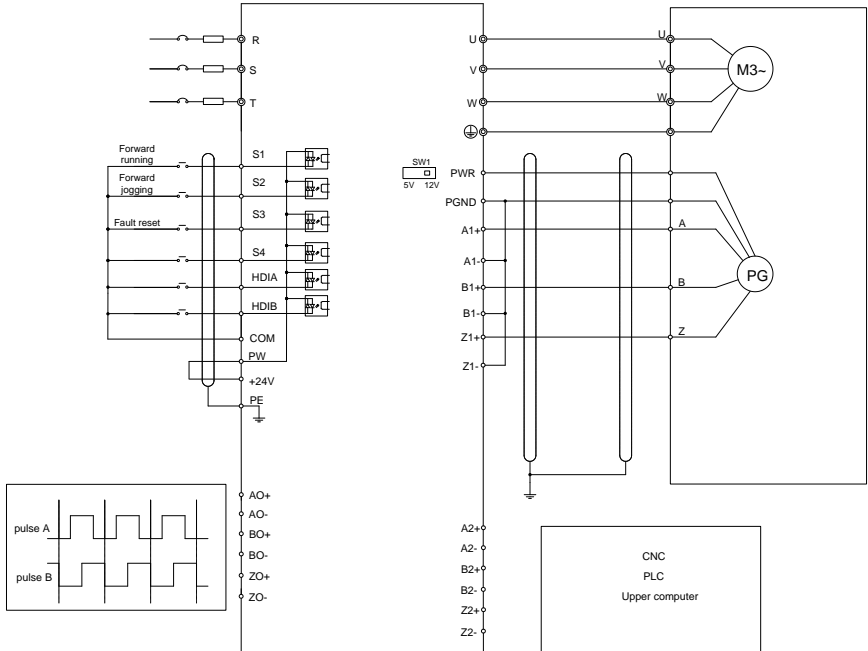 R
S
T
U
V
W
U
V
W
M3~
Forward
running
Forward
jogging
Fault reset
S1
S2
S3
S4
HDIA
HDIB
COM
PW
+24V
PE
SW1
5V 12V
PWR
PGND
A1+
A1-
B1+
B1-
Z1+
Z1-
A
B
Z
PG
pulse A
pulse B
AO+
AO-
BO+
BO-
ZO+
ZO-
A2+
A2-
B2+
B2-
Z2+
Z2-
CNC
PLC
Upper computer